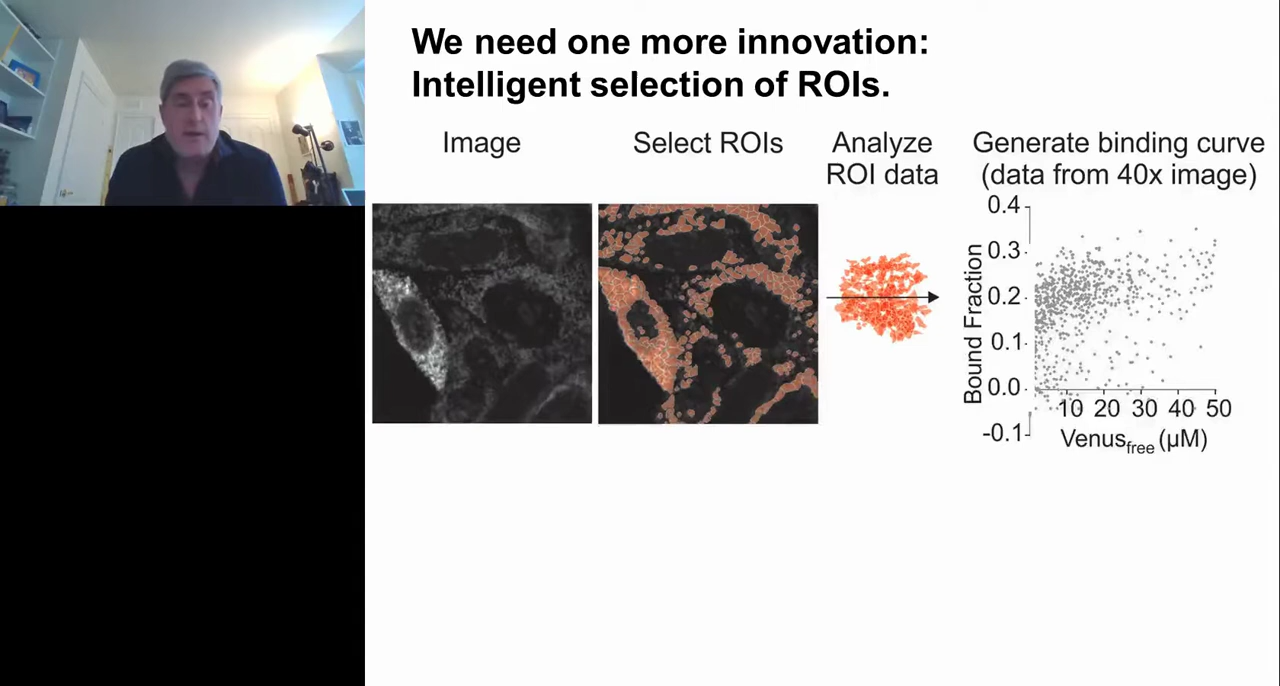 We need one more innovation:
Intelligent selection of ROIs.
Image
Select ROIs
Analyze
ROI data
Generate binding curve
(data from 40x image)
Bound Fraction
0.4
0.3
0.2
0.1
0.0
-0.1
10 20 30 40 50
Venusfree (µM)